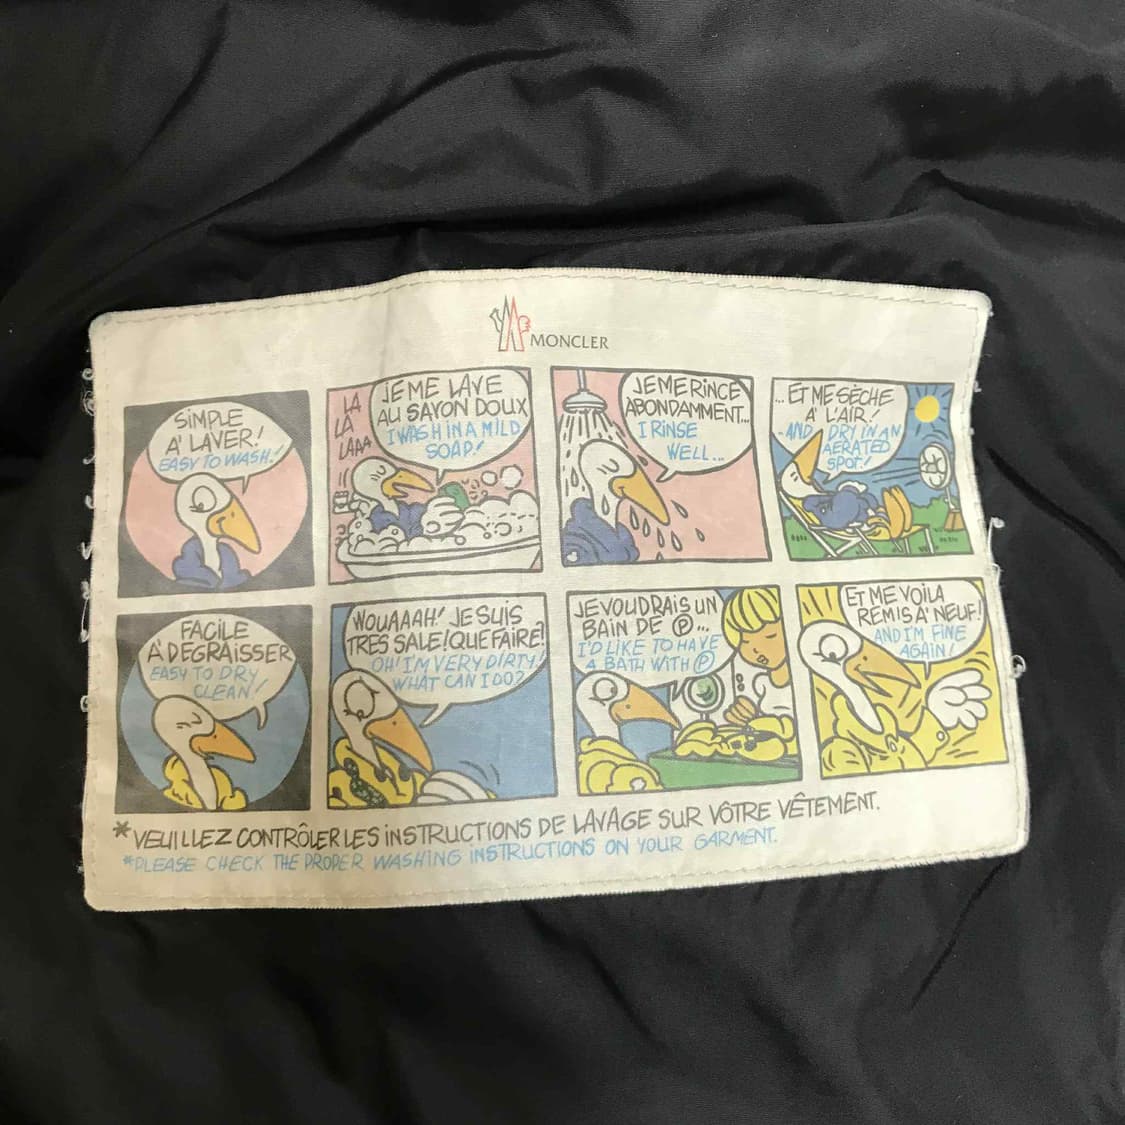 MONCLER
SIMPLE
A' LAVER!
EASY TO WASH!
LA
LA
LAAA
JE ME LAVE
AU SAVON DOUX
I WASH IN A MILD
SOAP!
JE ME RINCE
ABONDAMMENT...
I RINSE
WELL...
...ET ME SÈCHE
A' L'AIR!
..AND DRY IN AN
AERATED
SPOT!
FACILE
A' DEGRAISSER
EASY TO DRY
CLEAN!
WOUAAAH! JE SUIS
TRES SALE! QUE FAIRE?
OH! I'M VERY DIRTY!
WHAT CAN I DO?
JE VOUDRAIS UN
BAIN DE Ⓟ...
I'D LIKE TO HAVE
A BATH WITH Ⓟ
ET ME VOILA
REMIS A' NEUF!
AND I'M FINE
AGAIN!
*VEUILLEZ CONTRÔLER LES INSTRUCTIONS DE LAVAGE SUR VÔTRE VÊTEMENT.
*PLEASE CHECK THE PROPER WASHING INSTRUCTIONS ON YOUR GARMENT.